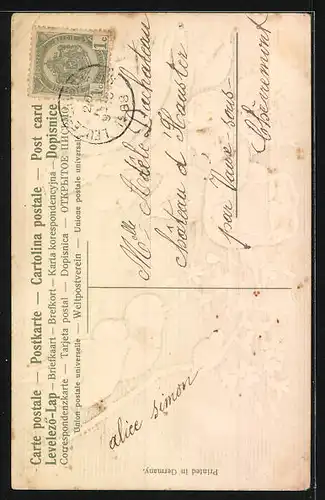 Carte postale — Postkarte — Cartolina postale — Post card
Levelező-Lap — Briefkaart — Brefkort — Karta korespondencyjna — Dopisnice
Correspondenzkarte — Tarjeta postal — Dopisnica — ОТКРЫТОЕ ПИСЬМО
Union postale universelle — Weltpostverein — Unione postale universale
1c
Mlle Adèle Duchateau
château d
par Vaux-sous-
Chèvremont
alice simon
Printed in Germany.